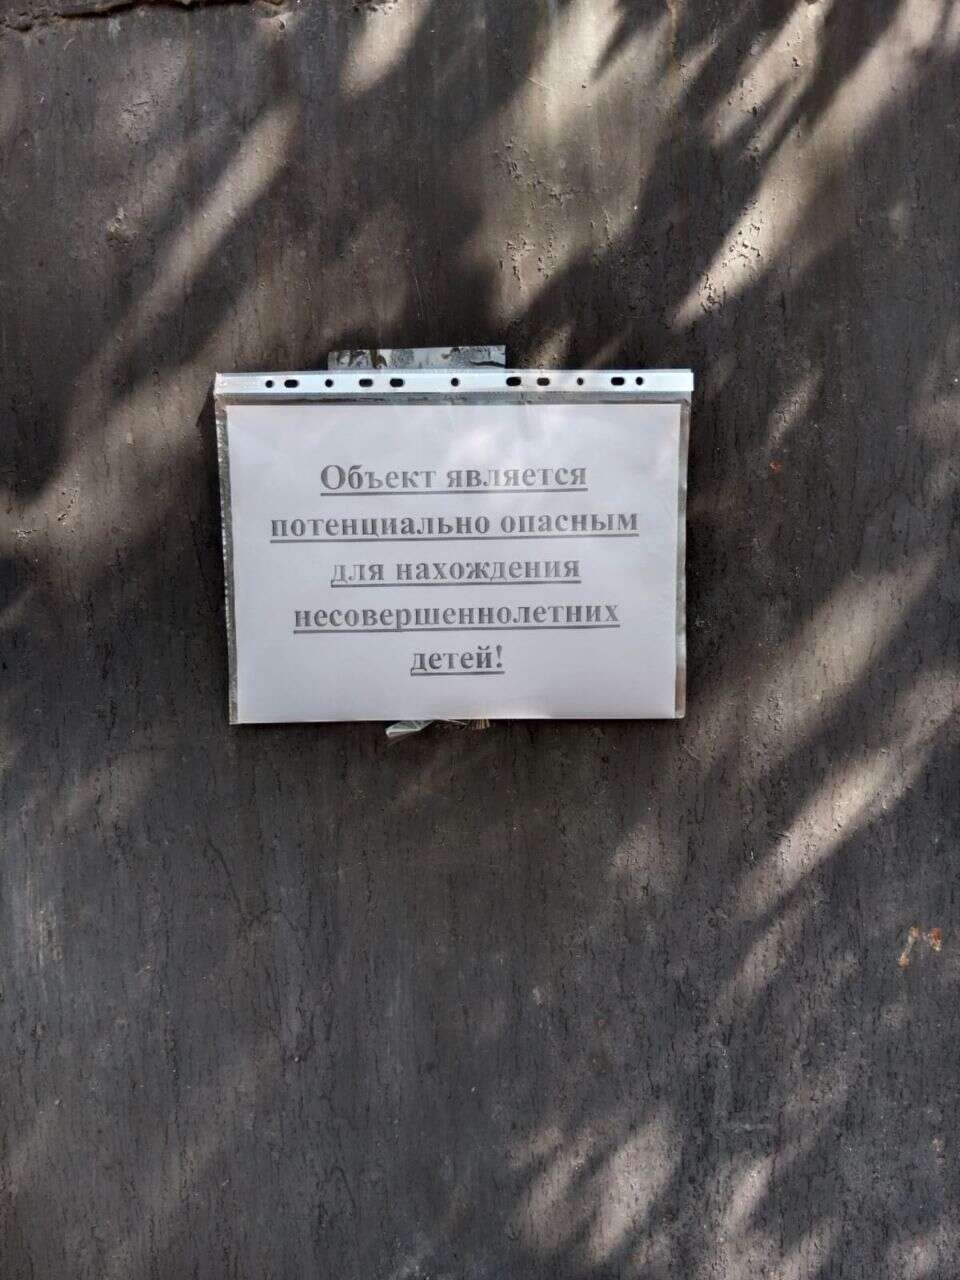 Объект является
потенциально опасным
для нахождения
несовершеннолетних
детей!